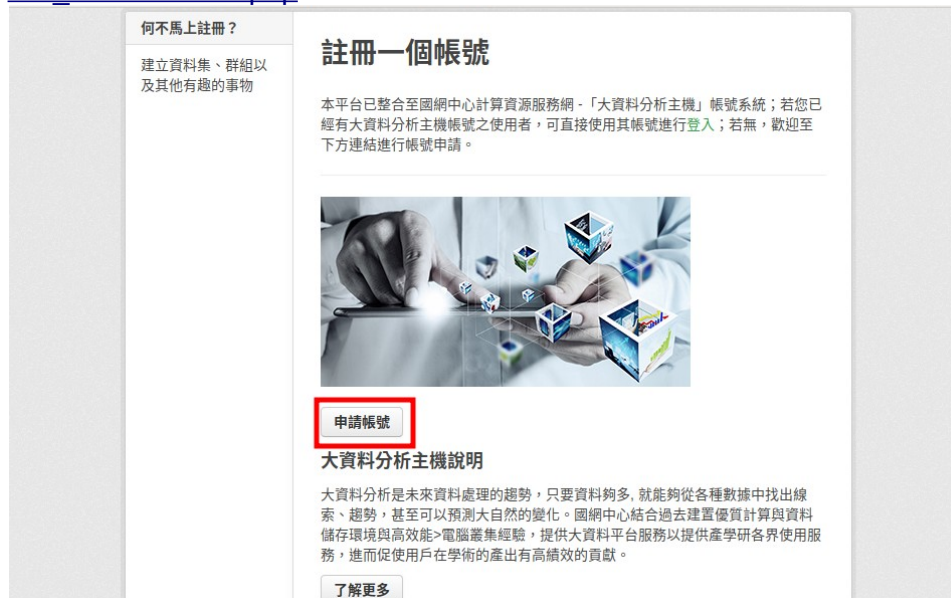 何不馬上註冊？
建立資料集、群組以
及其他有趣的事物
註冊一個帳號
本平台已整合至國網中心計算資源服務網 -「大資料分析主機」帳號系統；若您已
經有大資料分析主機帳號之使用者，可直接使用其帳號進行登入；若無，歡迎至
下方連結進行帳號申請。
申請帳號
大資料分析主機說明
大資料分析是未來資料處理的趨勢，只要資料夠多, 就能夠從各種數據中找出線
索、趨勢，甚至可以預測大自然的變化。國網中心結合過去建置優質計算與資料
儲存環境與高效能>電腦叢集經驗，提供大資料平台服務以提供產學研各界使用服
務，進而促使用戶在學術的產出有高績效的貢獻。
了解更多